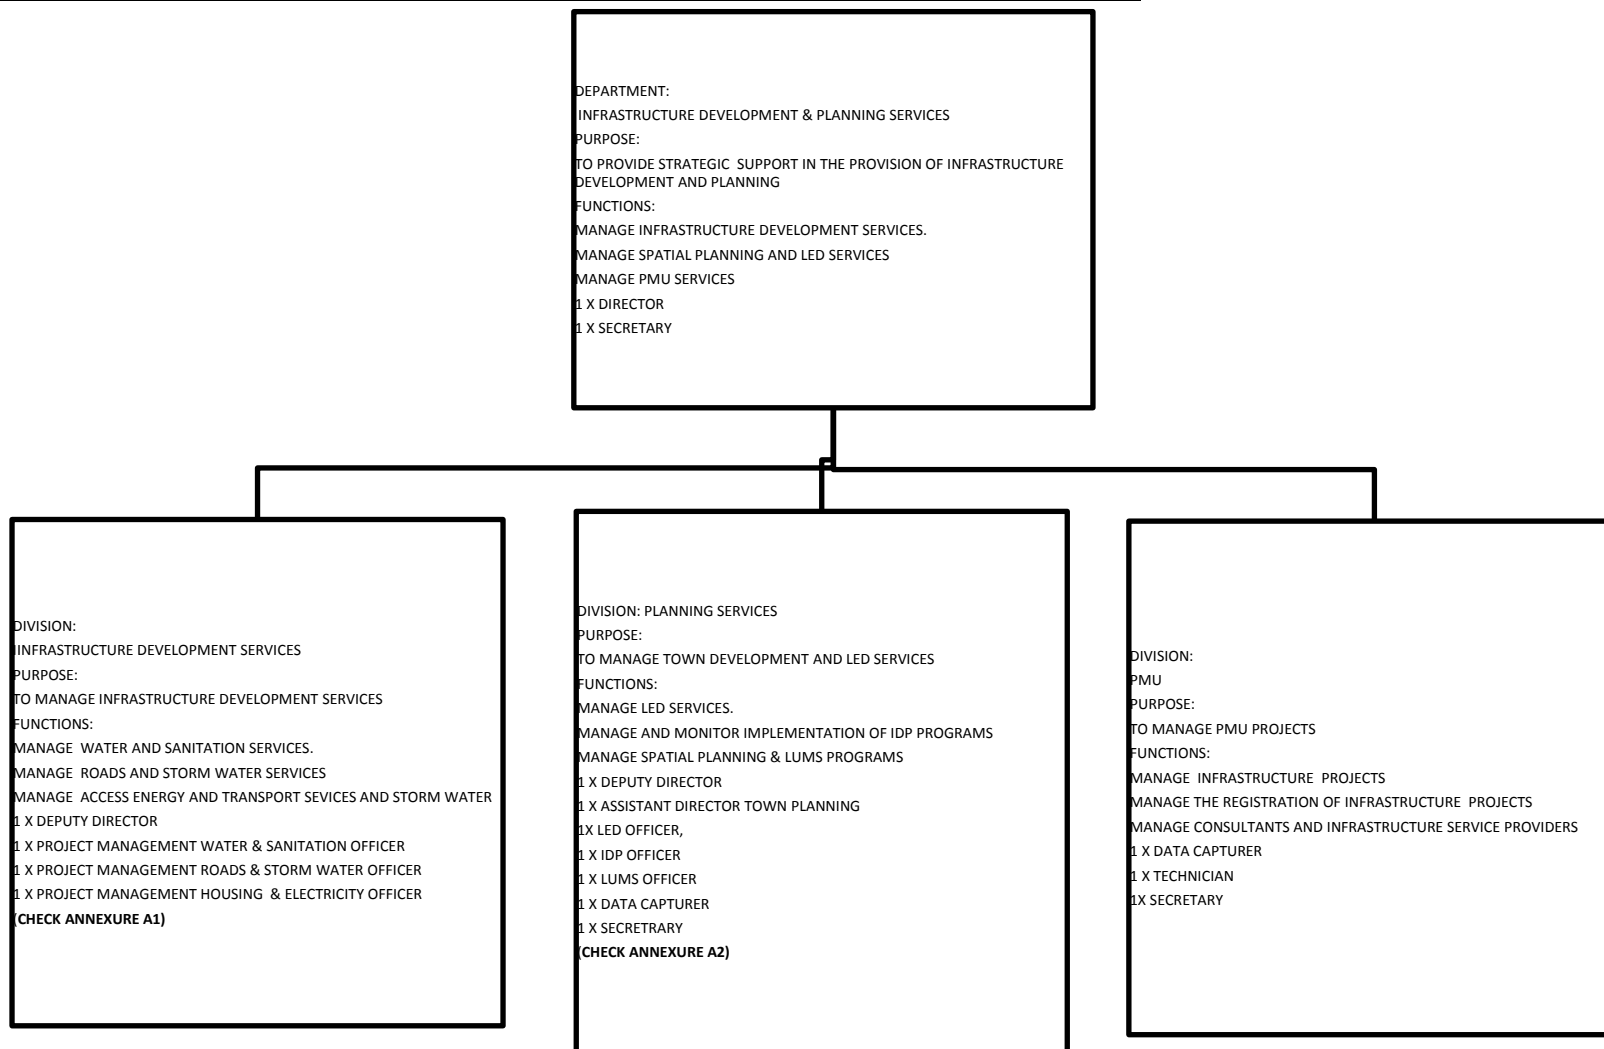 DEPARTMENT:
INFRASTRUCTURE DEVELOPMENT & PLANNING SERVICES
PURPOSE:
TO PROVIDE STRATEGIC SUPPORT IN THE PROVISION OF INFRASTRUCTURE
DEVELOPMENT AND PLANNING
FUNCTIONS:
MANAGE INFRASTRUCTURE DEVELOPMENT SERVICES.
MANAGE SPATIAL PLANNING AND LED SERVICES
MANAGE PMU SERVICES
1 X DIRECTOR
1 X SECRETARY
DIVISION:
IINFRASTRUCTURE DEVELOPMENT SERVICES
PURPOSE:
TO MANAGE INFRASTRUCTURE DEVELOPMENT SERVICES
FUNCTIONS:
MANAGE WATER AND SANITATION SERVICES.
MANAGE ROADS AND STORM WATER SERVICES
MANAGE ACCESS ENERGY AND TRANSPORT SEVICES AND STORM WATER
1 X DEPUTY DIRECTOR
1 X PROJECT MANAGEMENT WATER & SANITATION OFFICER
1 X PROJECT MANAGEMENT ROADS & STORM WATER OFFICER
1 X PROJECT MANAGEMENT HOUSING & ELECTRICITY OFFICER
(CHECK ANNEXURE A1)
DIVISION: PLANNING SERVICES
PURPOSE:
TO MANAGE TOWN DEVELOPMENT AND LED SERVICES
FUNCTIONS:
MANAGE LED SERVICES.
MANAGE AND MONITOR IMPLEMENTATION OF IDP PROGRAMS
MANAGE SPATIAL PLANNING & LUMS PROGRAMS
1 X DEPUTY DIRECTOR
1 X ASSISTANT DIRECTOR TOWN PLANNING
1X LED OFFICER,
1 X IDP OFFICER
1 X LUMS OFFICER
1 X DATA CAPTURER
1 X SECRETRARY
(CHECK ANNEXURE A2)
DIVISION:
PMU
PURPOSE:
TO MANAGE PMU PROJECTS
FUNCTIONS:
MANAGE INFRASTRUCTURE PROJECTS
MANAGE THE REGISTRATION OF INFRASTRUCTURE PROJECTS
MANAGE CONSULTANTS AND INFRASTRUCTURE SERVICE PROVIDERS
1 X DATA CAPTURER
1 X TECHNICIAN
1X SECRETARY